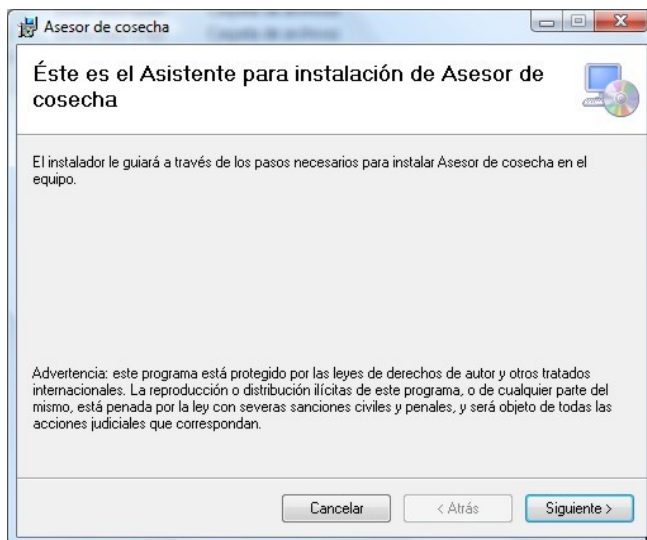 Asesor de cosecha
Éste es el Asistente para instalación de Asesor de
cosecha
El instalador le guiará a través de los pasos necesarios para instalar Asesor de cosecha en el
equipo.
Advertencia: este programa está protegido por las leyes de derechos de autor y otros tratados
internacionales. La reproducción o distribución ilícitas de este programa, o de cualquier parte del
mismo, está penada por la ley con severas sanciones civiles y penales, y será objeto de todas las
acciones judiciales que correspondan.
Cancelar
< Atrás
Siguiente >